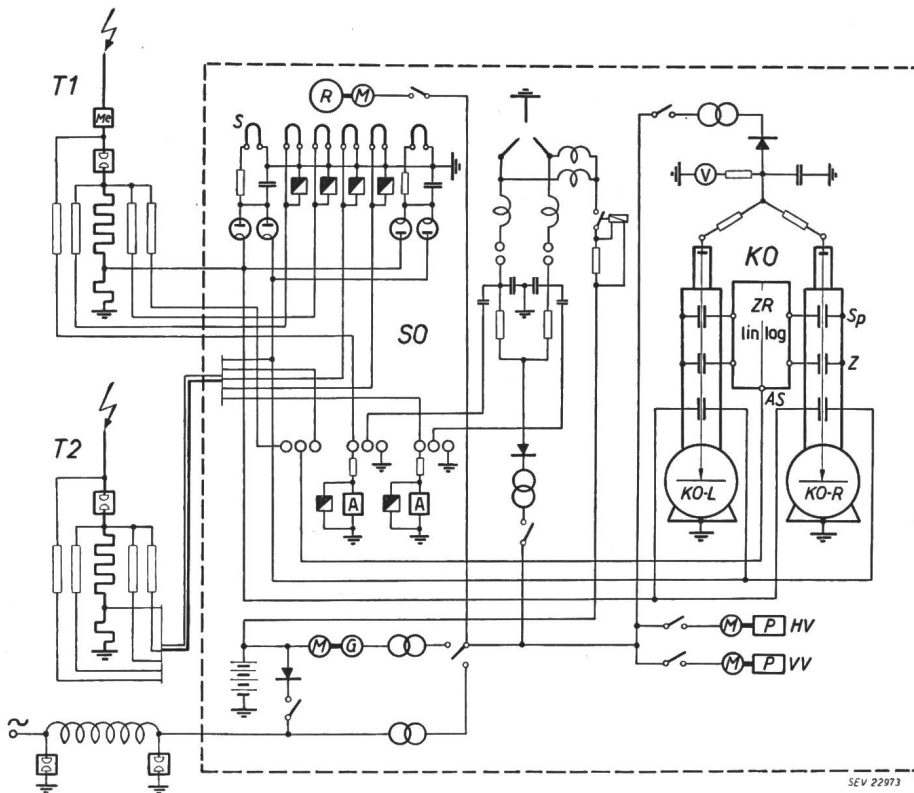 T1
Me
R M
S
V
KO
ZR
lin log
Sp
Z
AS
SO
T2
A A
KO-L
KO-R
M G
M P HV
M P VV
~
SEV 22973